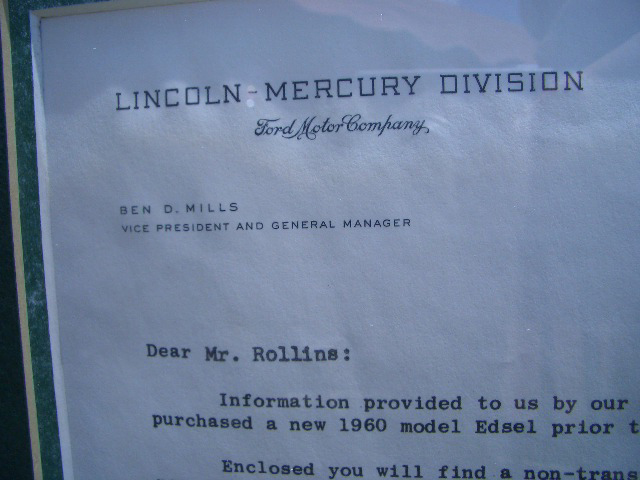 LINCOLN-MERCURY DIVISION
Ford Motor Company,
BEN D. MILLS
VICE PRESIDENT AND GENERAL MANAGER
Dear Mr. Rollins:
Information provided to us by our
purchased a new 1960 model Edsel prior t
Enclosed you will find a non-trans